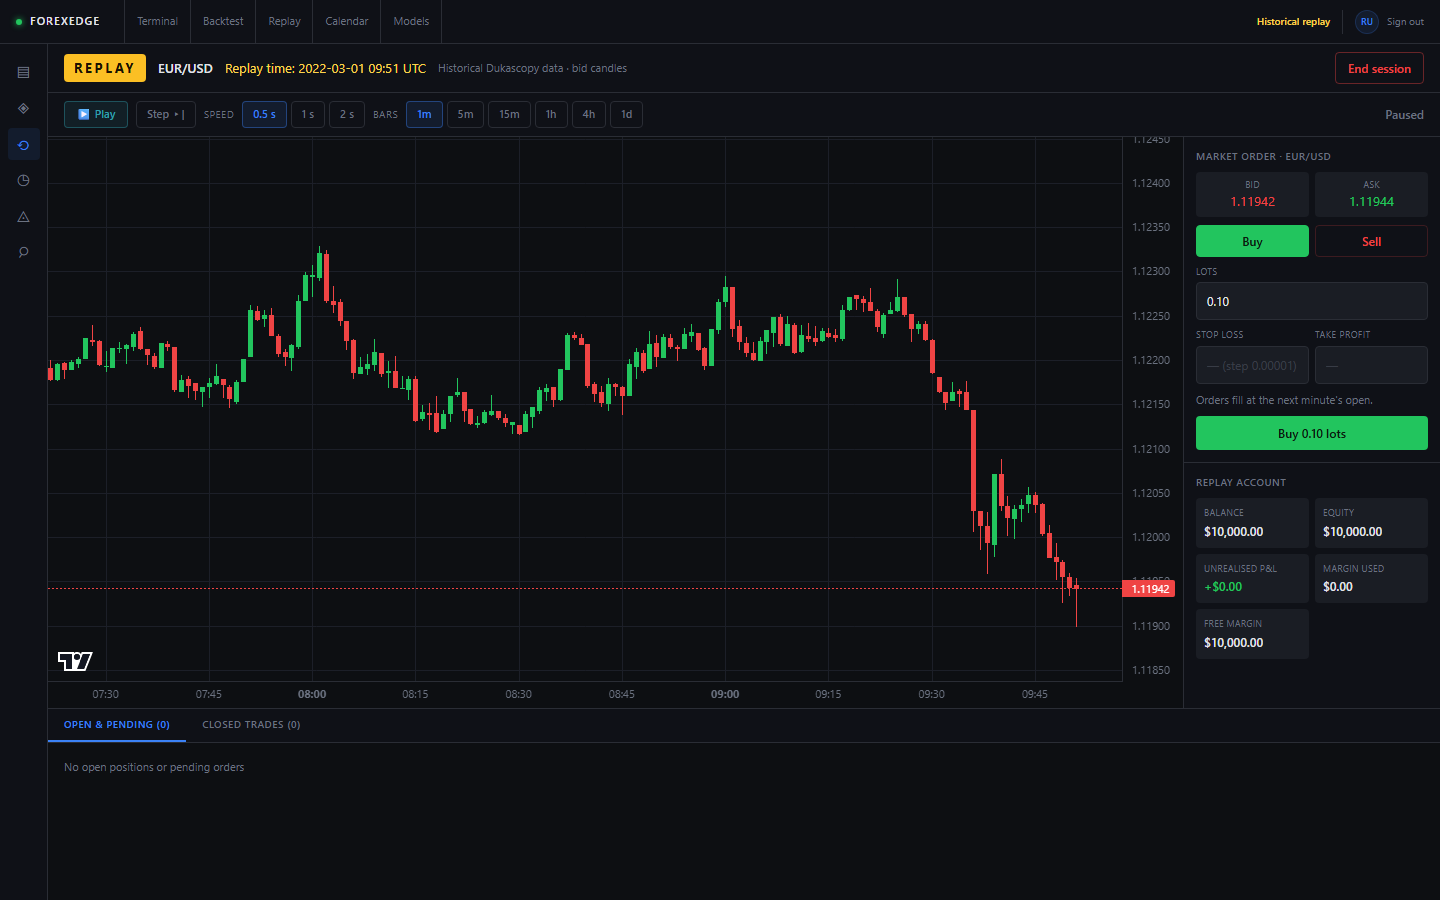 FOREXEDGE
Terminal
Backtest
Replay
Calendar
Models
Historical replay
RU
Sign out
REPLAY
EUR/USD
Replay time: 2022-03-01 09:51 UTC
Historical Dukascopy data · bid candles
End session
Play
Step
SPEED
0.5 s
1 s
2 s
BARS
1m
5m
15m
1h
4h
1d
Paused
1.12450
1.12400
1.12350
1.12300
1.12250
1.12200
1.12150
1.12100
1.12050
1.12000
1.11942
1.11900
1.11850
07:30
07:45
08:00
08:15
08:30
08:45
09:00
09:15
09:30
09:45
MARKET ORDER · EUR/USD
BID
1.11942
ASK
1.11944
Buy
Sell
LOTS
0.10
STOP LOSS
TAKE PROFIT
— (step 0.00001)
—
Orders fill at the next minute's open.
Buy 0.10 lots
REPLAY ACCOUNT
BALANCE
$10,000.00
EQUITY
$10,000.00
UNREALISED P&L
+$0.00
MARGIN USED
$0.00
FREE MARGIN
$10,000.00
OPEN & PENDING (0)
CLOSED TRADES (0)
No open positions or pending orders